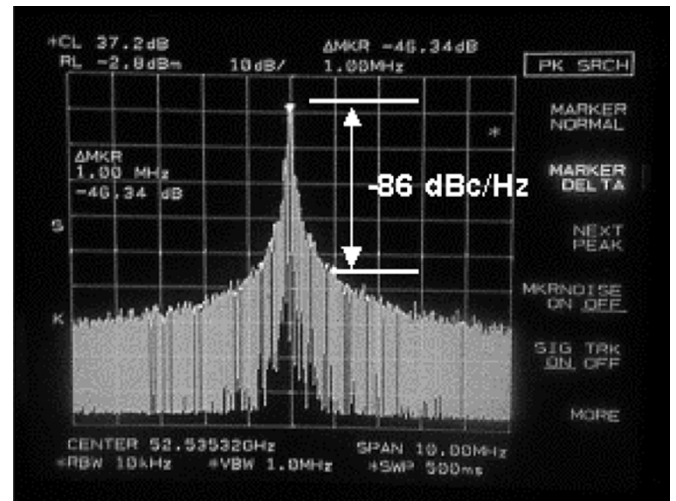 *CL 37.2dB
RL -2.8dBm
10dB/
ΔMKR -46.34dB
1.00MHz
PK SRCH
MARKER
NORMAL
*
ΔMKR
1.00 MHz
-46.34 dB
-86 dBc/Hz
MARKER
DELTA
S
NEXT
PEAK
MKRNOISE
ON OFF
K
SIG TRK
ON OFF
MORE
CENTER 52.53532GHz
SPAN 10.00MHz
*RBW 10kHz
*VBW 1.0MHz
*SWP 500ms